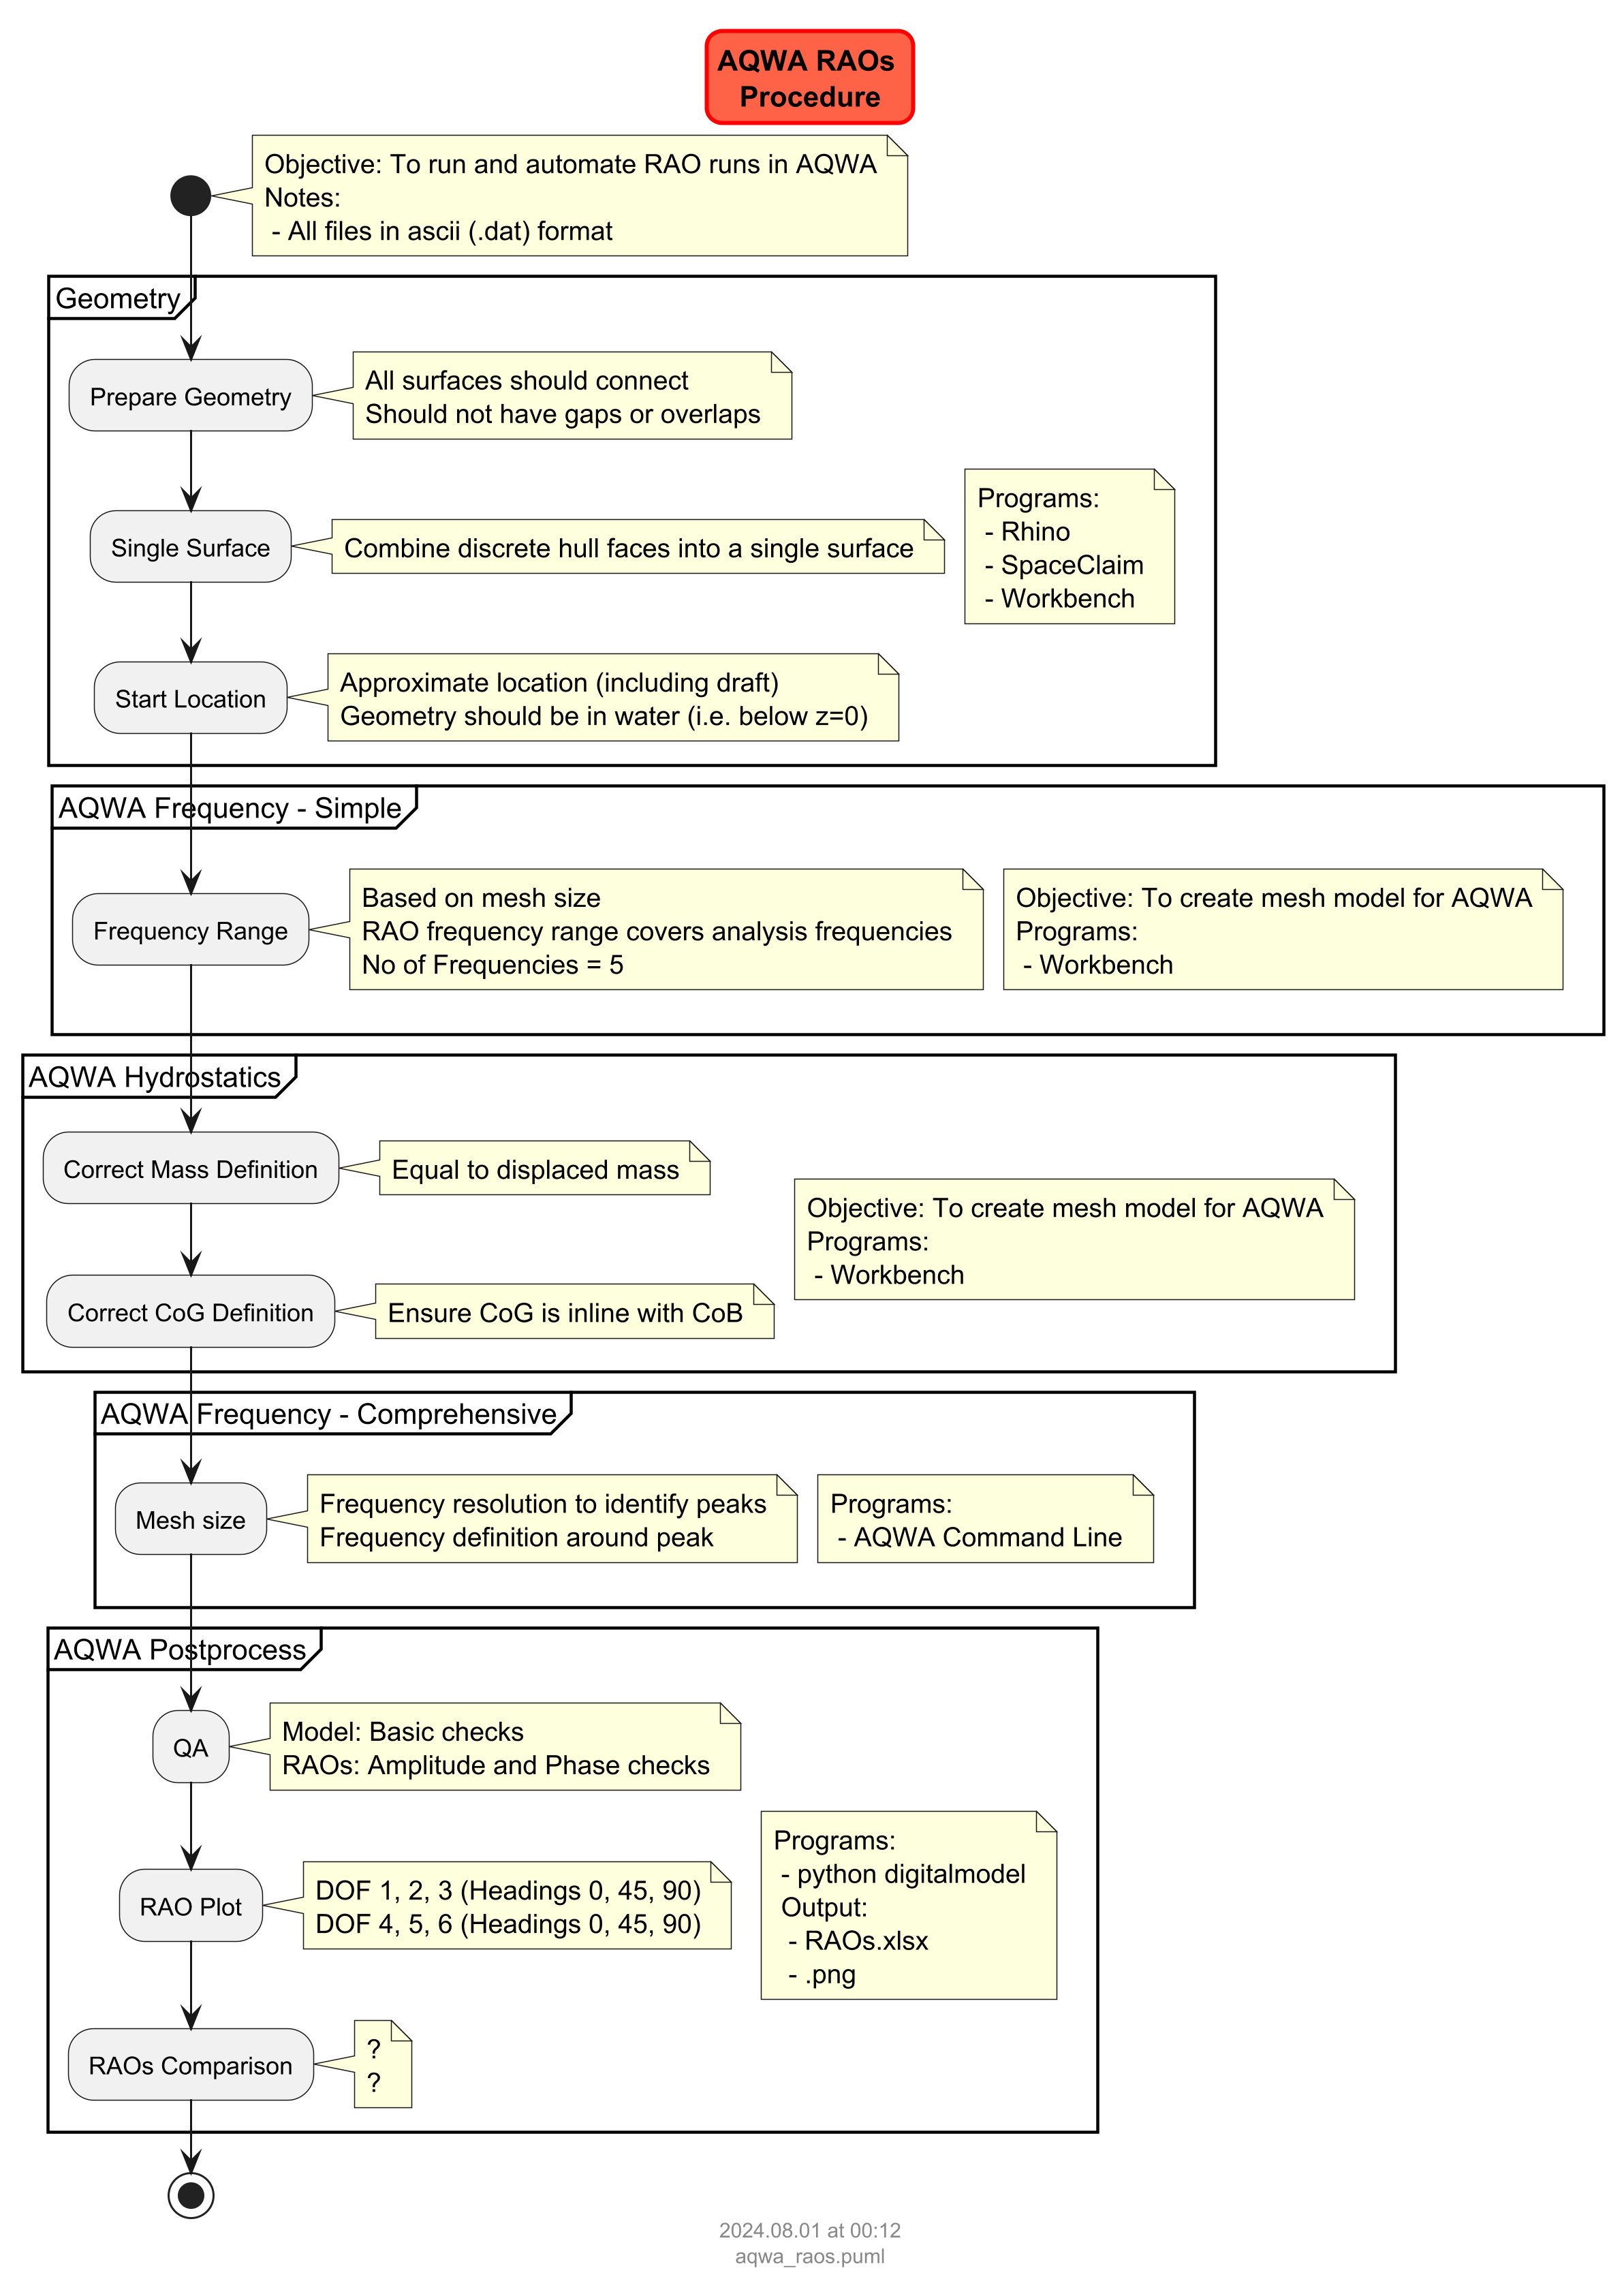 AQWA RAOs
Procedure
Objective: To run and automate RAO runs in AQWA
Notes:
- All files in ascii (.dat) format
Geometry
Prepare Geometry
All surfaces should connect
Should not have gaps or overlaps
Single Surface
Combine discrete hull faces into a single surface
Programs:
- Rhino
- SpaceClaim
- Workbench
Start Location
Approximate location (including draft)
Geometry should be in water (i.e. below z=0)
AQWA Frequency - Simple
Frequency Range
Based on mesh size
RAO frequency range covers analysis frequencies
No of Frequencies = 5
Objective: To create mesh model for AQWA
Programs:
- Workbench
AQWA Hydrostatics
Correct Mass Definition
Equal to displaced mass
Objective: To create mesh model for AQWA
Programs:
- Workbench
Correct CoG Definition
Ensure CoG is inline with CoB
AQWA Frequency - Comprehensive
Mesh size
Frequency resolution to identify peaks
Frequency definition around peak
Programs:
- AQWA Command Line
AQWA Postprocess
QA
Model: Basic checks
RAOs: Amplitude and Phase checks
RAO Plot
DOF 1, 2, 3 (Headings 0, 45, 90)
DOF 4, 5, 6 (Headings 0, 45, 90)
Programs:
- python digitalmodel
Output:
- RAOs.xlsx
- .png
RAOs Comparison
?
?
2024.08.01 at 00:12
aqwa_raos.puml